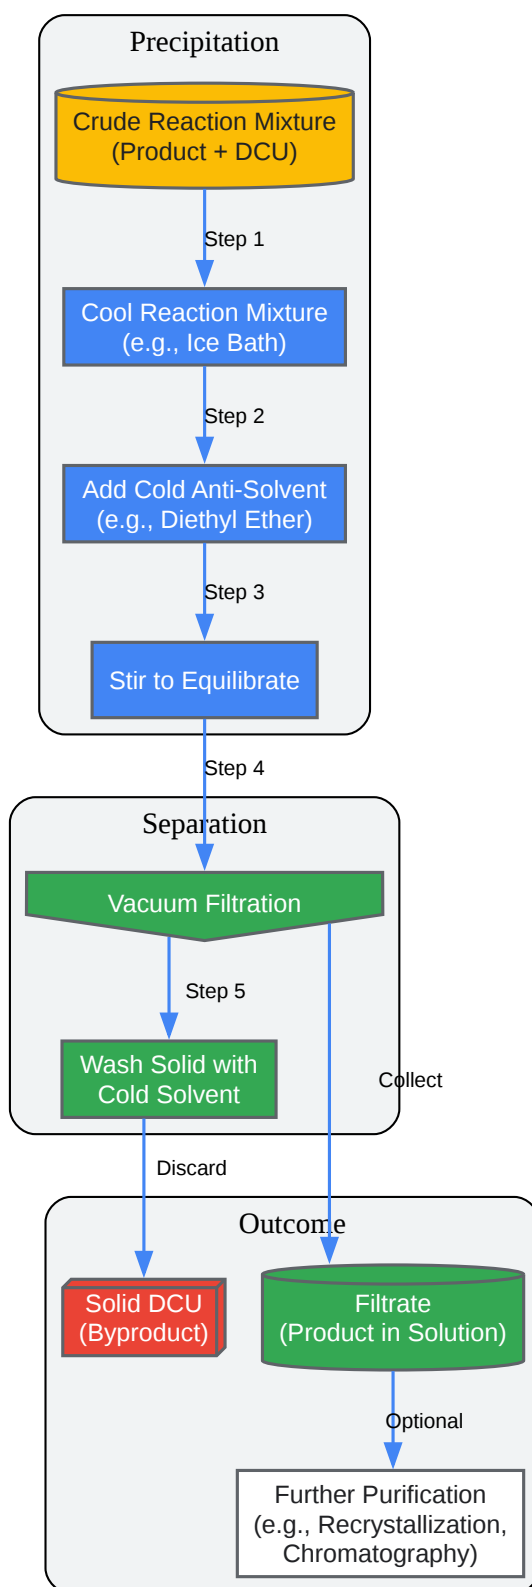 Precipitation
Crude Reaction Mixture
(Product + DCU)
Step 1
Cool Reaction Mixture
(e.g., Ice Bath)
Step 2
Add Cold Anti-Solvent
(e.g., Diethyl Ether)
Step 3
Stir to Equilibrate
Step 4
Separation
Vacuum Filtration
Step 5
Wash Solid with
Cold Solvent
Collect
Discard
Outcome
Solid DCU
(Byproduct)
Filtrate
(Product in Solution)
Optional
Further Purification
(e.g., Recrystallization,
Chromatography)